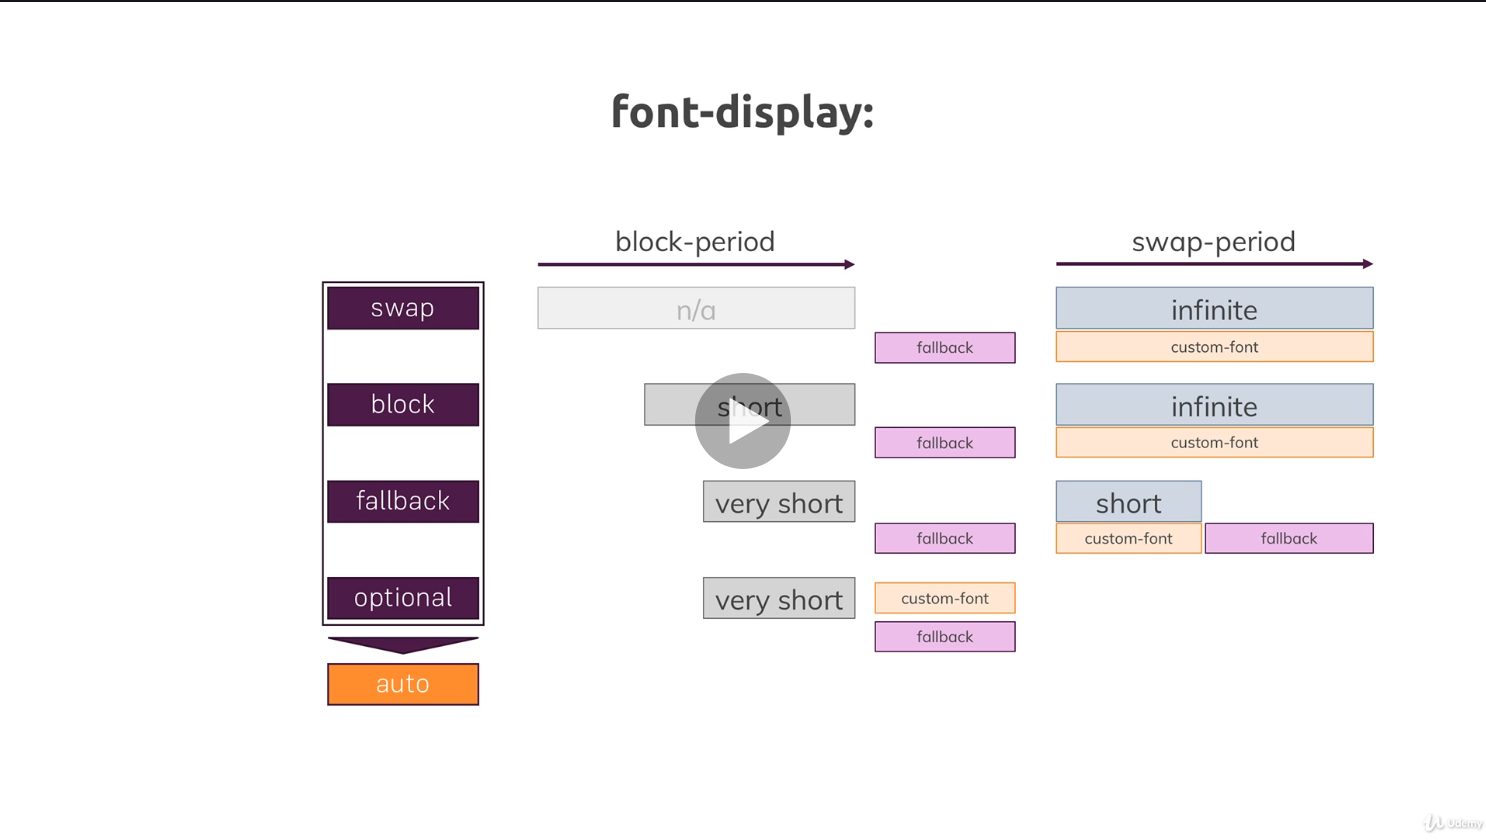 font-display:
block-period
swap-period
swap
n/a
infinite
fallback
custom-font
block
short
infinite
fallback
custom-font
fallback
very short
short
fallback
custom-font
fallback
optional
very short
custom-font
fallback
auto
Udemy